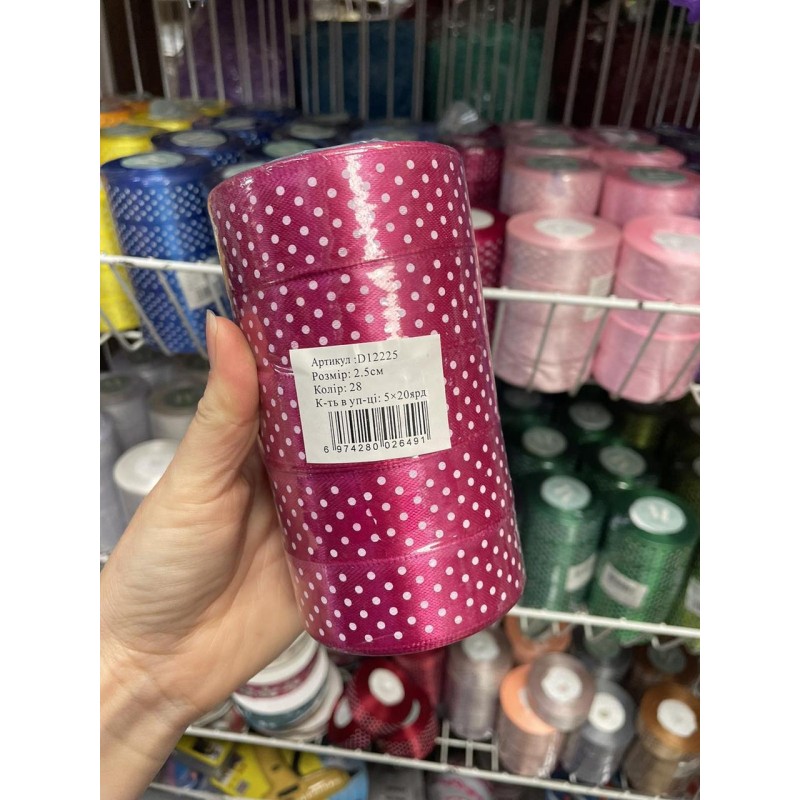 Артикул :D12225
Розмір: 2.5см
Колір: 28
К-ть в уп-ці: 5×20ярд
6 974280 026491